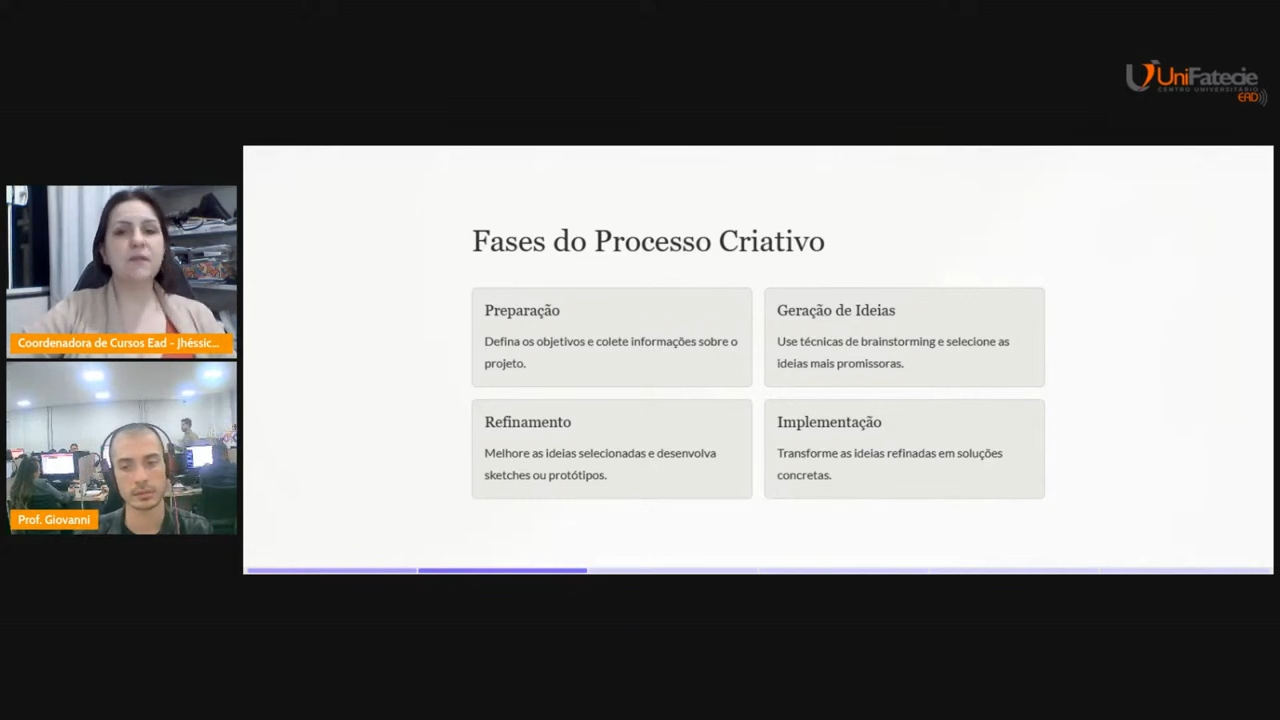 UniFatecie
CENTRO UNIVERSITÁRIO
EAD
Fases do Processo Criativo
Preparação
Defina os objetivos e colete informações sobre o
projeto.
Geração de Ideias
Use técnicas de brainstorming e selecione as
ideias mais promissoras.
Refinamento
Melhore as ideias selecionadas e desenvolva
sketches ou protótipos.
Implementação
Transforme as ideias refinadas em soluções
concretas.
Coordenadora de Cursos Ead - Jhéssic...
Prof. Giovanni